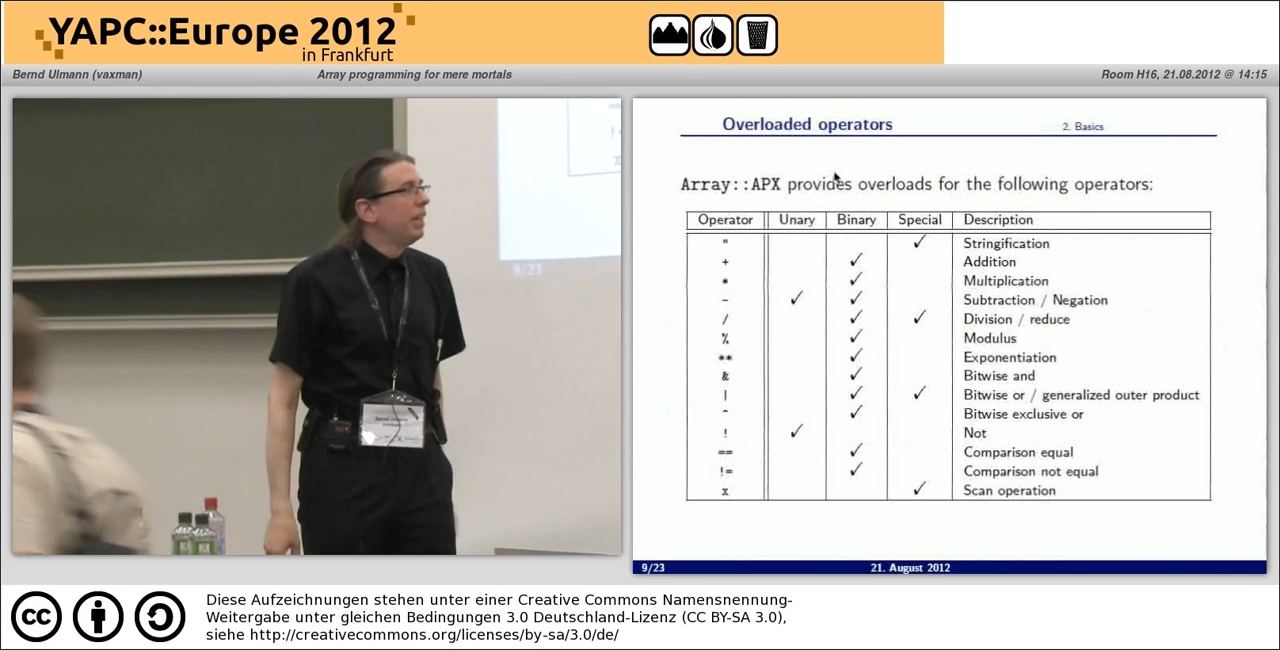 YAPC::Europe 2012
in Frankfurt
Bernd Ulmann (vaxman) Array programming for mere mortals Room H16, 21.08.2012 @ 14:15
9/23
Overloaded operators 2. Basics
Array::APX provides overloads for the following operators:
Operator Unary Binary Special Description
" ✓ Stringification
+ ✓ Addition
* ✓ Multiplication
- ✓ ✓ Subtraction / Negation
/ ✓ ✓ Division / reduce
% ✓ Modulus
** ✓ Exponentiation
& ✓ Bitwise and
| ✓ ✓ Bitwise or / generalized outer product
^ ✓ Bitwise exclusive or
! ✓ Not
== ✓ Comparison equal
!= ✓ Comparison not equal
x ✓ Scan operation
9/23 21. August 2012
cc
Diese Aufzeichnungen stehen unter einer Creative Commons Namensnennung-
Weitergabe unter gleichen Bedingungen 3.0 Deutschland-Lizenz (CC BY-SA 3.0),
siehe http://creativecommons.org/licenses/by-sa/3.0/de/